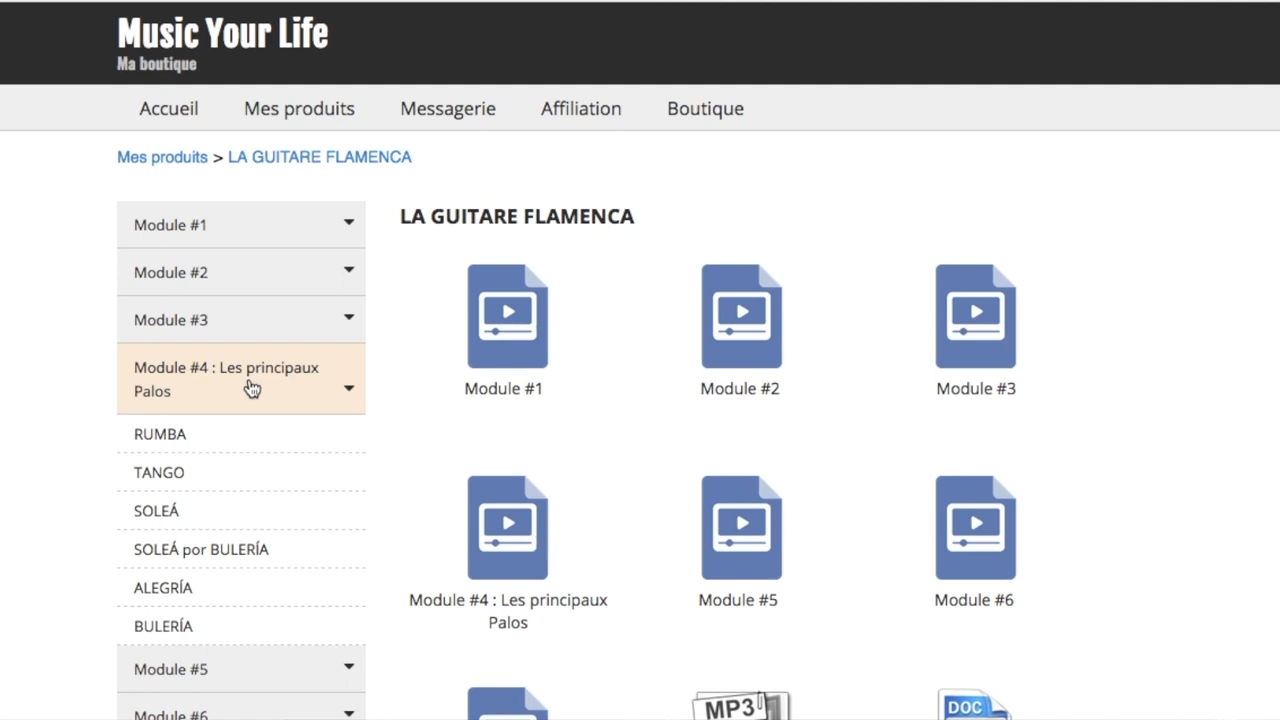 Music Your Life
Ma boutique
Accueil Mes produits Messagerie Affiliation Boutique
Mes produits > LA GUITARE FLAMENCA
Module #1
Module #2
Module #3
Module #4 : Les principaux
Palos
RUMBA
TANGO
SOLEÁ
SOLEÁ por BULERÍA
ALEGRÍA
BULERÍA
Module #5
Module #6
LA GUITARE FLAMENCA
Module #1 Module #2 Module #3
Module #4 : Les principaux
Palos
Module #5 Module #6
MP3 DOC